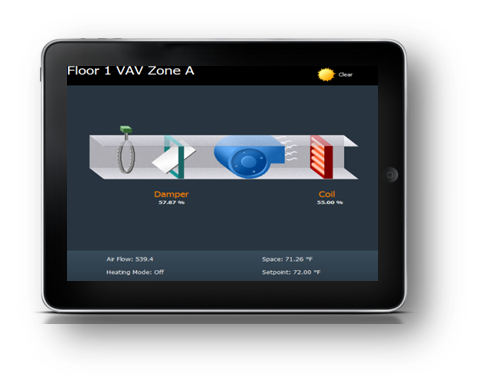 Floor 1 VAV Zone A
Clear
Damper
57.87 %
Coil
55.00 %
Air Flow: 539.4
Space: 71.26 °F
Heating Mode: Off
Setpoint: 72.00 °F